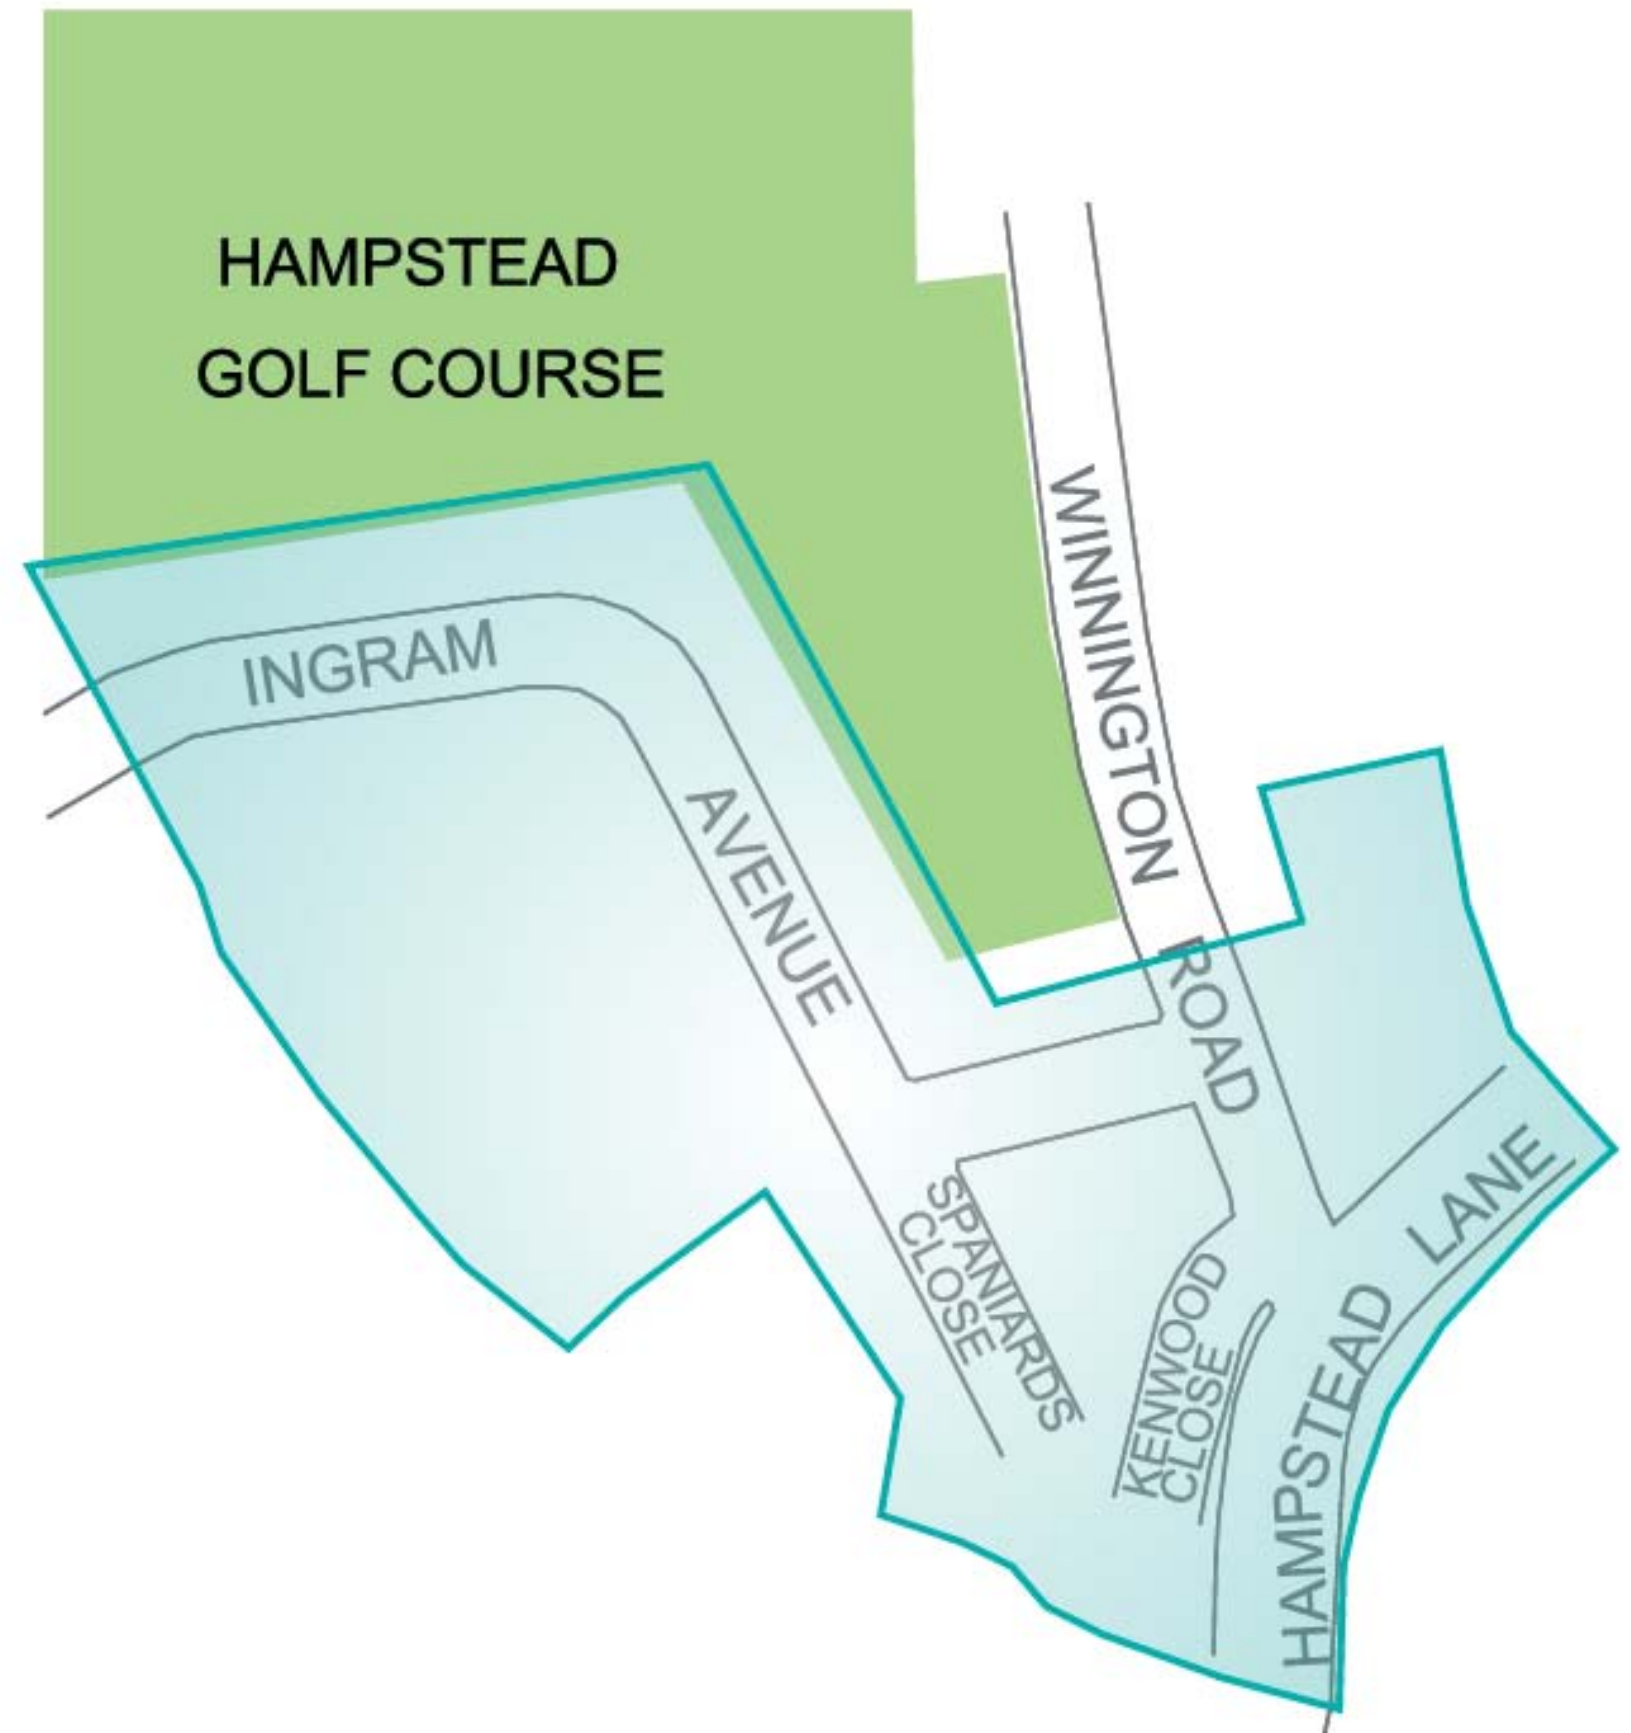 HAMPSTEAD
GOLF COURSE
WINNINGTON ROAD
INGRAM AVENUE
SPANIARDS
CLOSE
KENWOOD
CLOSE
HAMPSTEAD LANE